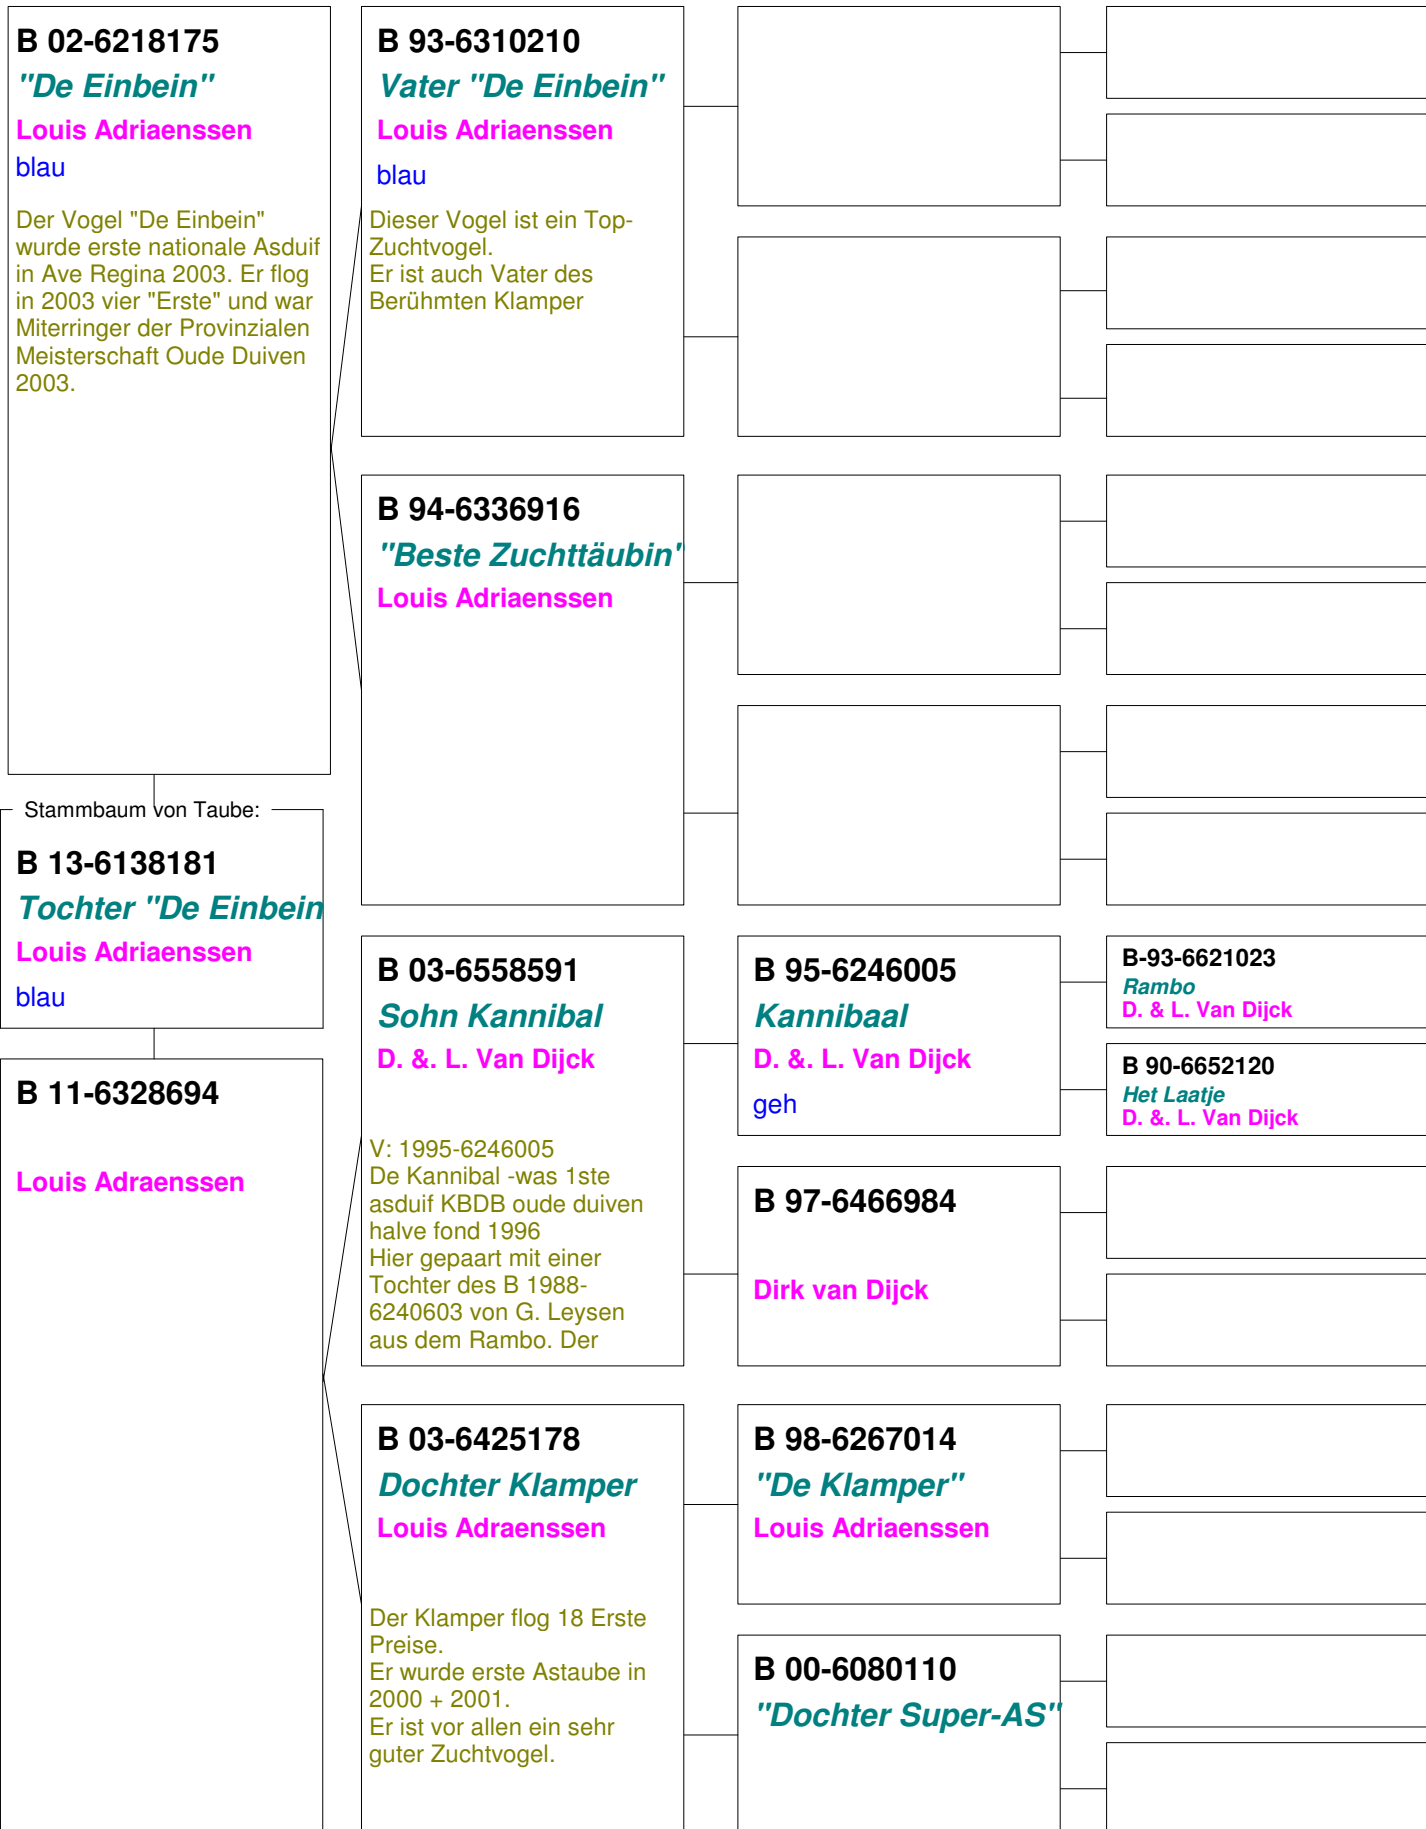 B 02-6218175
"De Einbein"
Louis Adriaenssen
blau
Der Vogel "De Einbein"
wurde erste nationale Asduif
in Ave Regina 2003. Er flog
in 2003 vier "Erste" und war
Miterringer der Provinzialen
Meisterschaft Oude Duiven
2003.
Stammbaum von Taube:
B 13-6138181
Tochter "De Einbein
Louis Adriaenssen
blau
B 11-6328694
Louis Adraenssen
B 93-6310210
Vater "De Einbein"
Louis Adriaenssen
blau
Dieser Vogel ist ein Top-
Zuchtvogel.
Er ist auch Vater des
Berühmten Klamper
B 94-6336916
"Beste Zuchttäubin"
Louis Adriaenssen
B 03-6558591
Sohn Kannibal
D. &. L. Van Dijck
V: 1995-6246005
De Kannibal -was 1ste
asduif KBDB oude duiven
halve fond 1996
Hier gepaart mit einer
Tochter des B 1988-
6240603 von G. Leysen
aus dem Rambo. Der
B 03-6425178
Dochter Klamper
Louis Adraenssen
Der Klamper flog 18 Erste
Preise.
Er wurde erste Astaube in
2000 + 2001.
Er ist vor allen ein sehr
guter Zuchtvogel.
B 95-6246005
Kannibaal
D. &. L. Van Dijck
geh
B 97-6466984
Dirk van Dijck
B 98-6267014
"De Klamper"
Louis Adriaenssen
B 00-6080110
"Dochter Super-AS"
B-93-6621023
Rambo
D. & L. Van Dijck
B 90-6652120
Het Laatje
D. &. L. Van Dijck